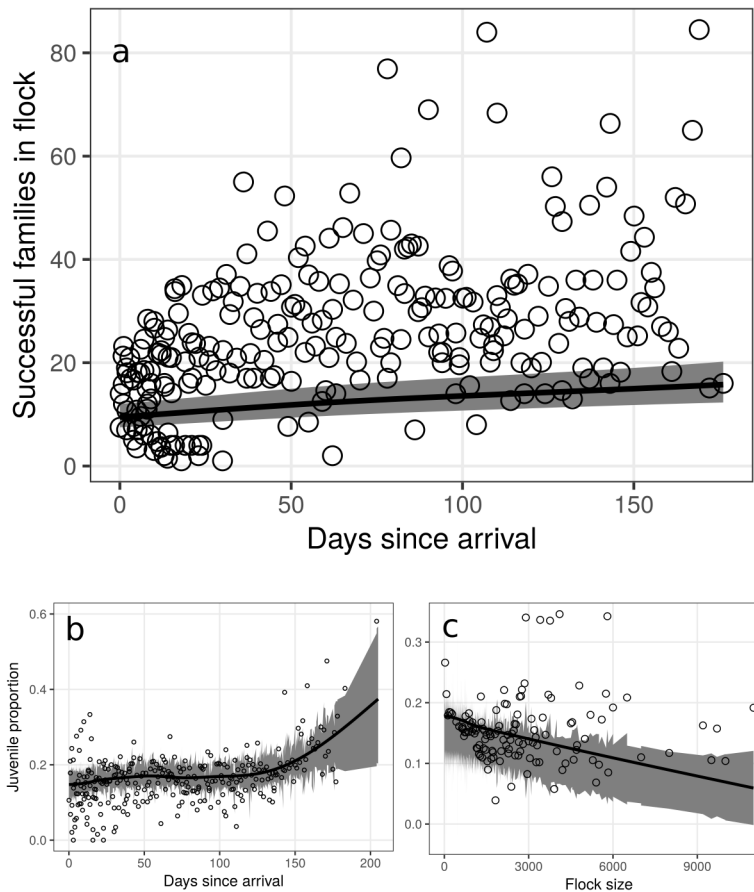 a
80
60
40
20
0
Successful families in flock
0 50 100 150
Days since arrival
b
0.6
0.4
0.2
0.0
Juvenile proportion
0 50 100 150 200
Days since arrival
c
0.3
0.2
0.1
0.0
0 3000 6000 9000
Flock size